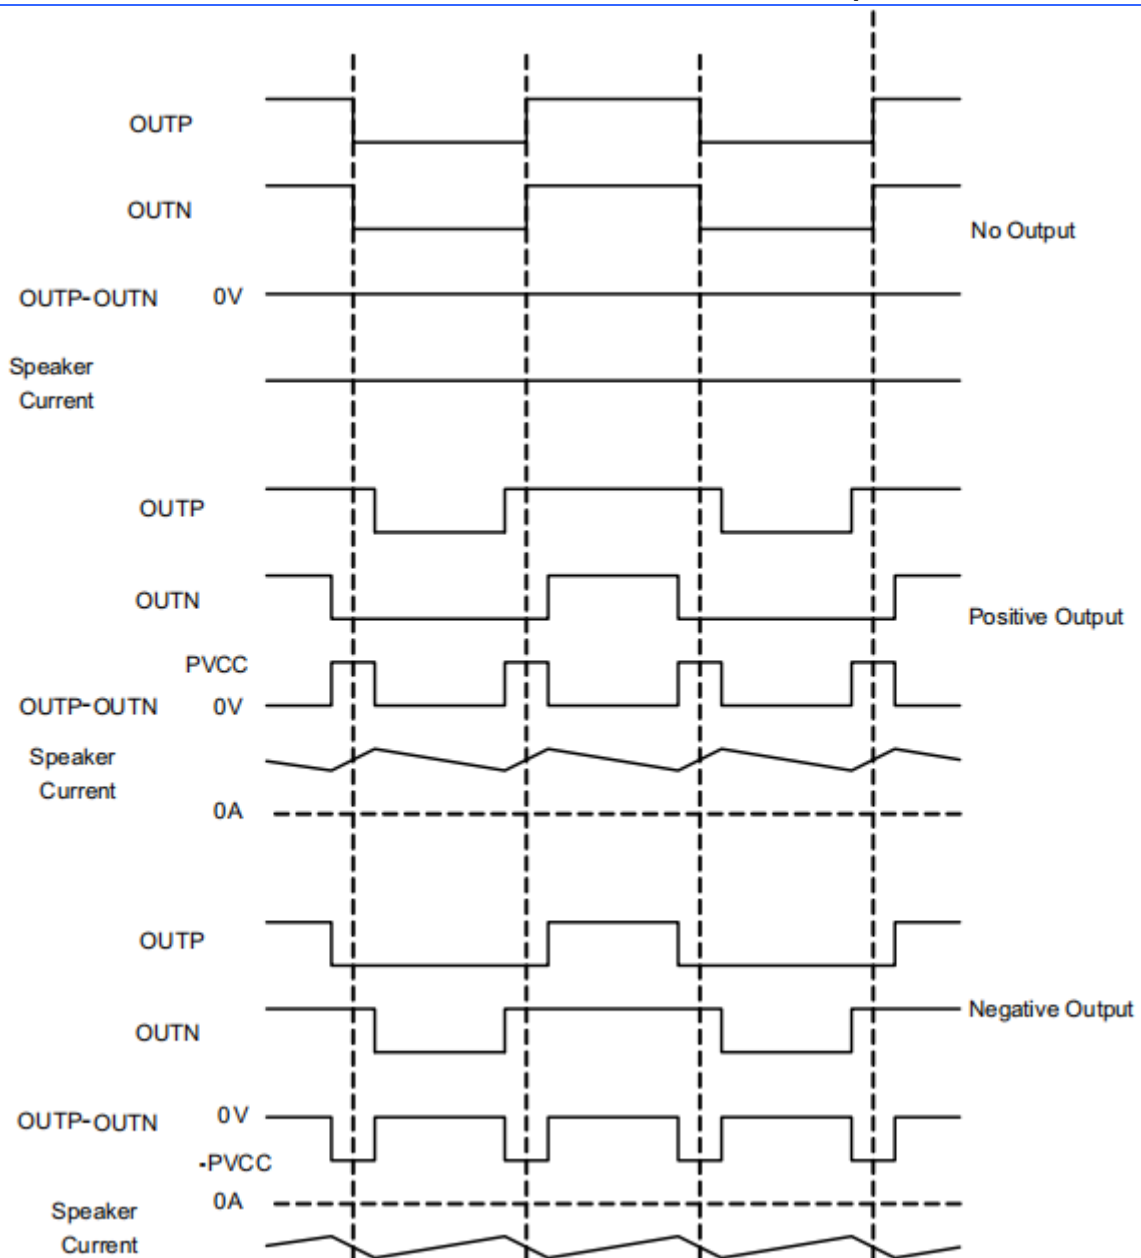 OUTP
OUTN
No Output
OUTP-OUTN 0V
Speaker
Current
OUTP
OUTN
Positive Output
PVCC
OUTP-OUTN 0V
Speaker
Current
0A
OUTP
Negative Output
OUTN
0V
OUTP-OUTN
-PVCC
0A
Speaker
Current